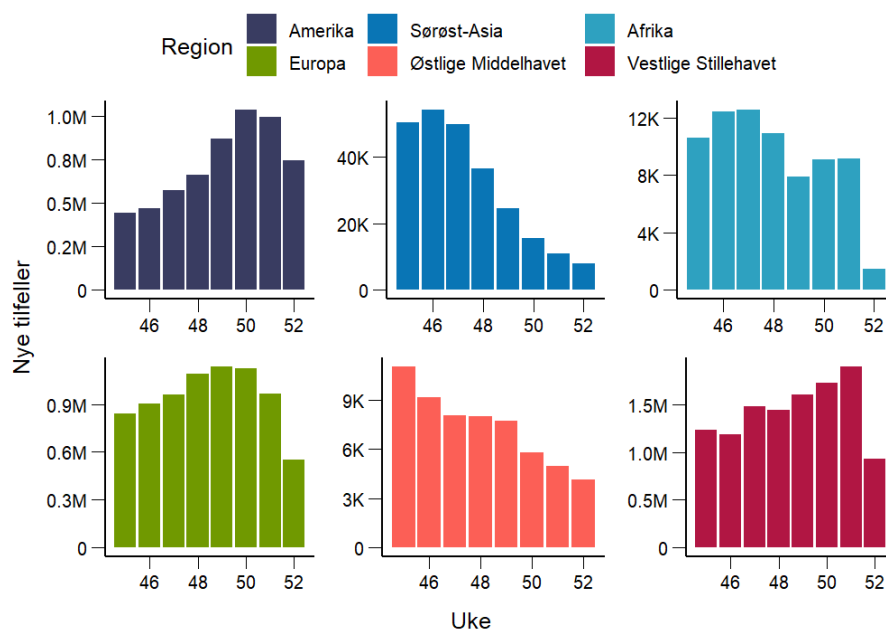 Region
Amerika
Sørøst-Asia
Afrika
Europa
Østlige Middelhavet
Vestlige Stillehavet
Nye tilfeller
1.0M
0.8M
0.5M
0.2M
0
46 48 50 52
40K
20K
0
46 48 50 52
12K
8K
4K
0
46 48 50 52
0.9M
0.6M
0.3M
0
46 48 50 52
9K
6K
3K
0
46 48 50 52
1.5M
1.0M
0.5M
0
46 48 50 52
Uke